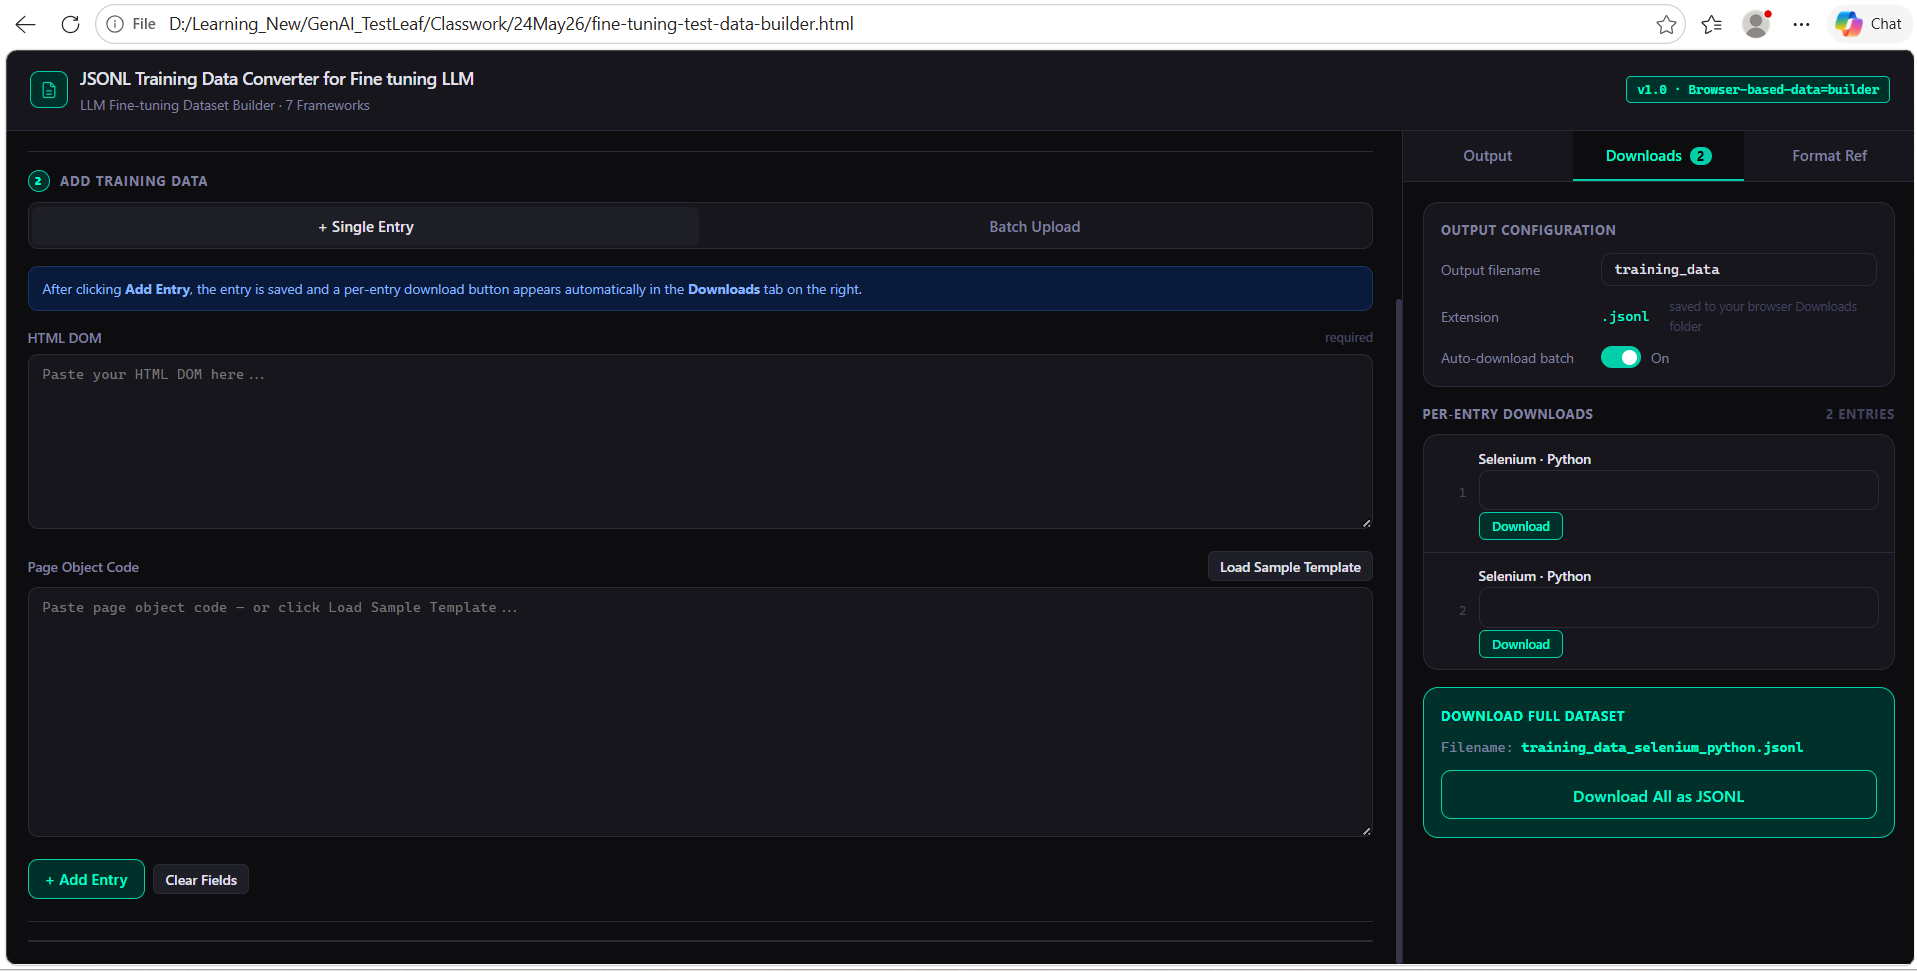 File D:/Learning_New/GenAI_TestLeaf/Classwork/24May26/fine-tuning-test-data-builder.html
Chat
JSONL Training Data Converter for Fine tuning LLM
LLM Fine-tuning Dataset Builder · 7 Frameworks
v1.0 · Browser-based-data=builder
2 ADD TRAINING DATA
+ Single Entry
Batch Upload
After clicking Add Entry, the entry is saved and a per-entry download button appears automatically in the Downloads tab on the right.
HTML DOM
required
Paste your HTML DOM here...
Page Object Code
Load Sample Template
Paste page object code — or click Load Sample Template...
+ Add Entry
Clear Fields
Output
Downloads 2
Format Ref
OUTPUT CONFIGURATION
Output filename
training_data
Extension
.jsonl
saved to your browser Downloads
folder
Auto-download batch
On
PER-ENTRY DOWNLOADS
2 ENTRIES
Selenium · Python
1
Download
Selenium · Python
2
Download
DOWNLOAD FULL DATASET
Filename: training_data_selenium_python.jsonl
Download All as JSONL